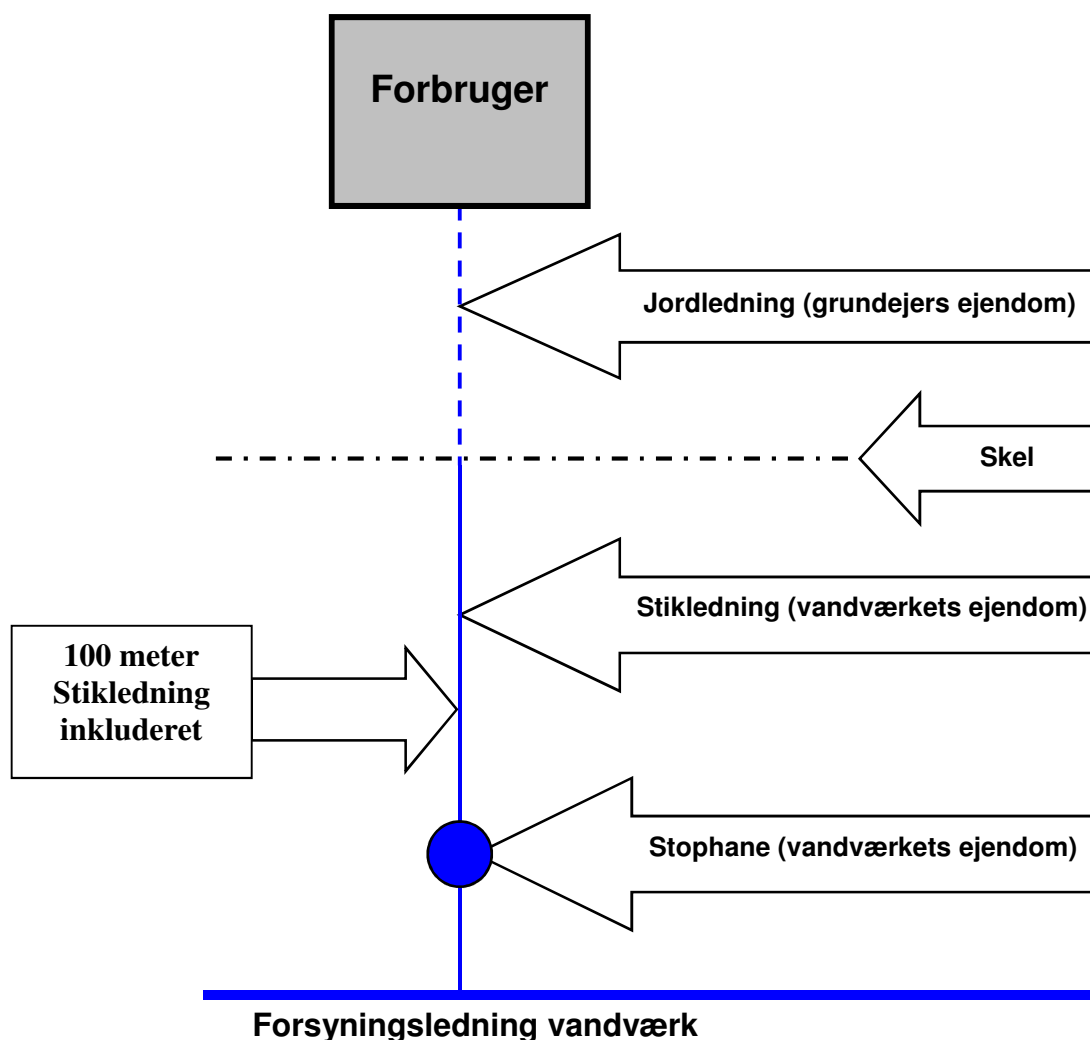 Forbruger
Jordledning (grundejers ejendom)
Skel
Stikledning (vandværkets ejendom)
100 meter
Stikledning
inkluderet
Stophane (vandværkets ejendom)
Forsyningsledning vandværk